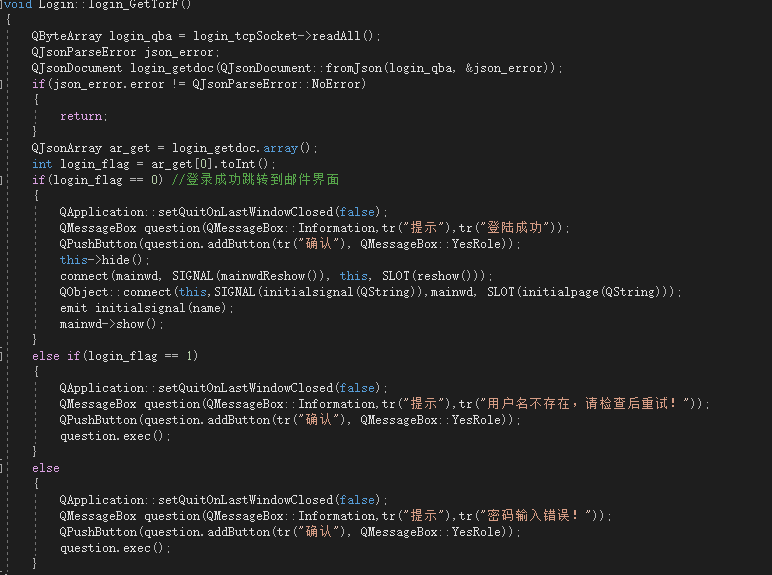 void Login::login_GetTorF()
{
QByteArray login_qba = login_tcpSocket->readAll();
QJsonParseError json_error;
QJsonDocument login_getdoc(QJsonDocument::fromJson(login_qba, &json_error));
if(json_error.error != QJsonParseError::NoError)
{
return;
}
QJsonArray ar_get = login_getdoc.array();
int login_flag = ar_get[0].toInt();
if(login_flag == 0) //登录成功跳转到邮件界面
{
QApplication::setQuitOnLastWindowClosed(false);
QMessageBox question(QMessageBox::Information,tr("提示"),tr("登陆成功"));
QPushButton(question.addButton(tr("确认"), QMessageBox::YesRole));
this->hide();
connect(mainwd, SIGNAL(mainwdReshow()), this, SLOT(reshow()));
QObject::connect(this,SIGNAL(initialsignal(QString)),mainwd, SLOT(initialpage(QString)));
emit initialsignal(name);
mainwd->show();
}
else if(login_flag == 1)
{
QApplication::setQuitOnLastWindowClosed(false);
QMessageBox question(QMessageBox::Information,tr("提示"),tr("用户名不存在，请检查后重试！"));
QPushButton(question.addButton(tr("确认"), QMessageBox::YesRole));
question.exec();
}
else
{
QApplication::setQuitOnLastWindowClosed(false);
QMessageBox question(QMessageBox::Information,tr("提示"),tr("密码输入错误！"));
QPushButton(question.addButton(tr("确认"), QMessageBox::YesRole));
question.exec();
}